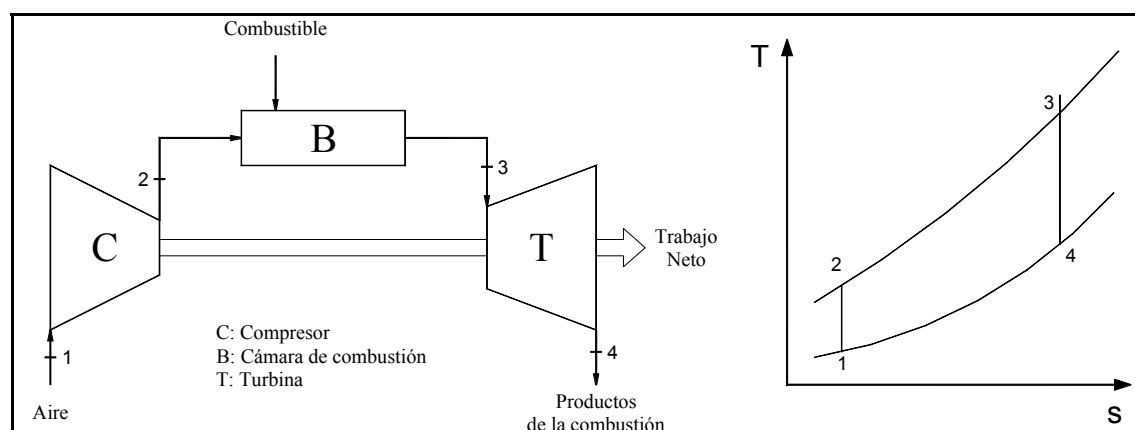 Combustible
B
2
3
C
T
Trabajo
Neto
C: Compresor
B: Cámara de combustión
T: Turbina
1
4
Aire
Productos
de la combustión
T
3
2
4
1
s